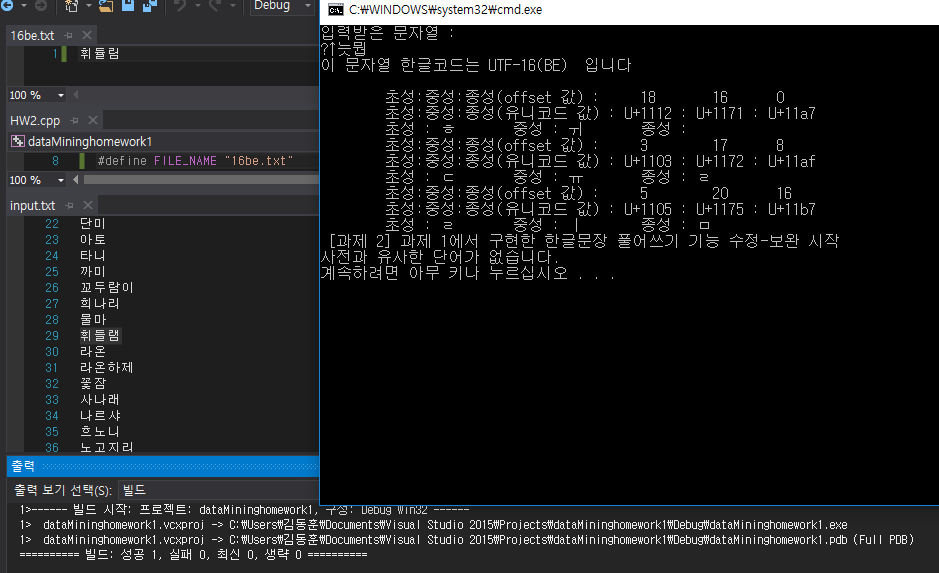 Debug
16be.txt
1 휘듈림
100 %
HW2.cpp
dataMininghomework1
8 #define FILE_NAME "16be.txt"
100 %
input.txt
22 단미
23 아토
24 타니
25 까미
26 꼬두람이
27 희나리
28 물마
29 휘들램
30 라온
31 라온하제
32 꽃잠
33 사나래
34 나르샤
35 흐노니
36 노고지리
출력
출력 보기 선택(S): 빌드
1>------ 빌드 시작: 프로젝트: dataMininghomework1, 구성: Debug Win32 ------
1> dataMininghomework1.vcxproj -> C:\Users\김동훈\Documents\Visual Studio 2015\Projects\dataMininghomework1\Debug\dataMininghomework1.exe
1> dataMininghomework1.vcxproj -> C:\Users\김동훈\Documents\Visual Studio 2015\Projects\dataMininghomework1\Debug\dataMininghomework1.pdb (Full PDB)
========== 빌드: 성공 1, 실패 0, 최신 0, 생략 0 ==========
C:\WINDOWS\system32\cmd.exe
입력받은 문자열 :
이 문자열 한글코드는 UTF-16(BE) 입니다
초성:중성:종성(offset 값) : 18 16 0
초성:중성:종성(유니코드 값) : U+1112 : U+1171 : U+11a7
초성 : ㅎ 중성 : ㅟ 종성 :
초성:중성:종성(offset 값) : 3 17 8
초성:중성:종성(유니코드 값) : U+1103 : U+1172 : U+11af
초성 : ㄷ 중성 : ㅠ 종성 : ㄹ
초성:중성:종성(offset 값) : 5 20 16
초성:중성:종성(유니코드 값) : U+1105 : U+1175 : U+11b7
초성 : ㄹ 중성 : ㅣ 종성 : ㅁ
[과제 2] 과제 1에서 구현한 한글문장 풀어쓰기 기능 수정-보완 시작
사전과 유사한 단어가 없습니다.
계속하려면 아무 키나 누르십시오 . . .